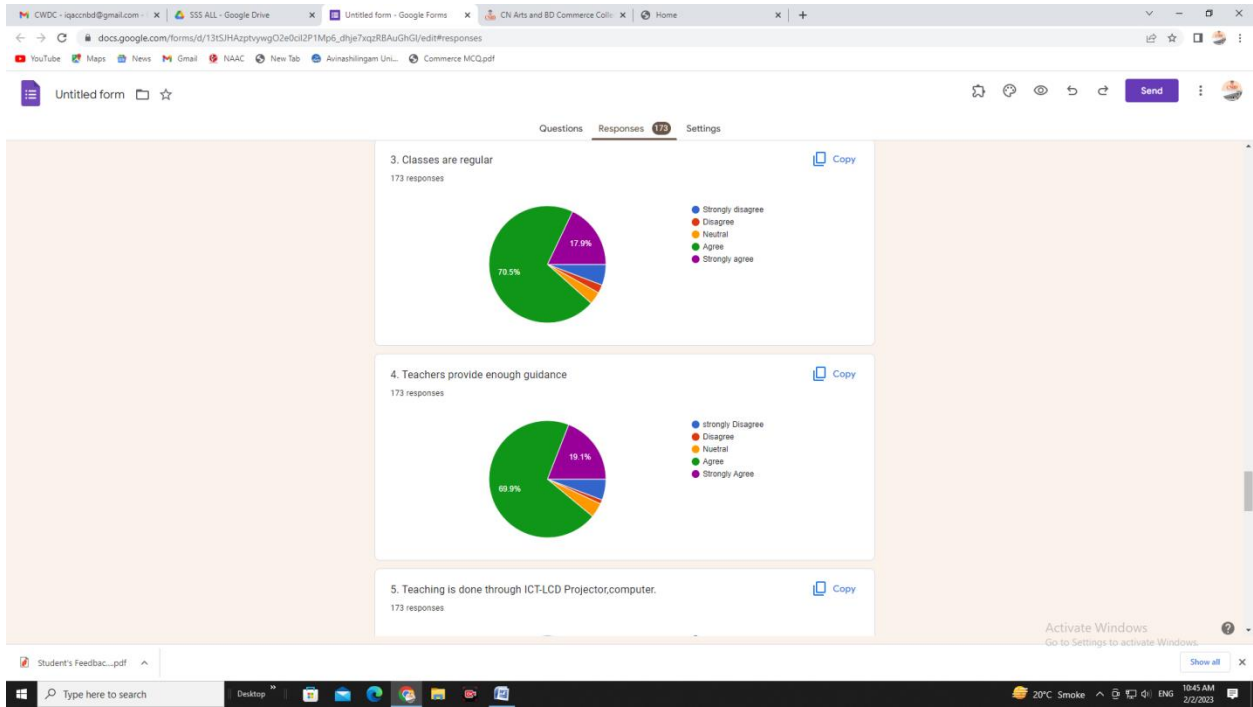 CWDC - iqaccnbd@gmail.com -
SSS ALL - Google Drive
Untitled form - Google Forms
CN Arts and BD Commerce Colle
Home
docs.google.com/forms/d/13tSJHAzptvywgO2e0ciI2P1Mp6_dhje7xqzRBAuGhGI/edit#responses
YouTube
Maps
News
Gmail
NAAC
New Tab
Avinashilingam Uni...
Commerce MCQ.pdf
Untitled form
Send
Questions
Responses 173
Settings
3. Classes are regular
Copy
173 responses
17.9%
70.5%
Strongly disagree
Disagree
Neutral
Agree
Strongly agree
4. Teachers provide enough guidance
Copy
173 responses
19.1%
69.9%
strongly Disagree
Disagree
Nuetral
Agree
Strongly Agree
5. Teaching is done through ICT-LCD Projector,computer.
Copy
173 responses
Activate Windows
Go to Settings to activate Windows.
Student's Feedbac....pdf
Show all
Type here to search
Desktop
20°C Smoke
ENG
10:45 AM
2/2/2023